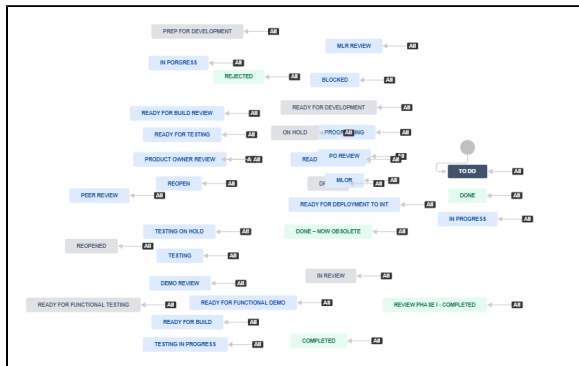 PREP FOR DEVELOPMENT All
MLR REVIEW All
IN PORGRESS All
REJECTED All
BLOCKED All
READY FOR DEVELOPMENT All
READY FOR BUILD REVIEW All
READY FOR TESTING All
ON HOLD All
PRODUCT OWNER REVIEW All
READ
PO REVIEW All
TO DO All
REOPEN All
MLOR All
PEER REVIEW All
DONE All
READY FOR DEPLOYMENT TO INT All
IN PROGRESS All
TESTING ON HOLD All
DONE – NOW OBSOLETE All
REOPENED All
TESTING All
IN REVIEW All
DEMO REVIEW All
READY FOR FUNCTIONAL TESTING All
READY FOR FUNCTIONAL DEMO All
REVIEW PHASE I - COMPLETED All
READY FOR BUILD All
COMPLETED All
TESTING IN PROGRESS All